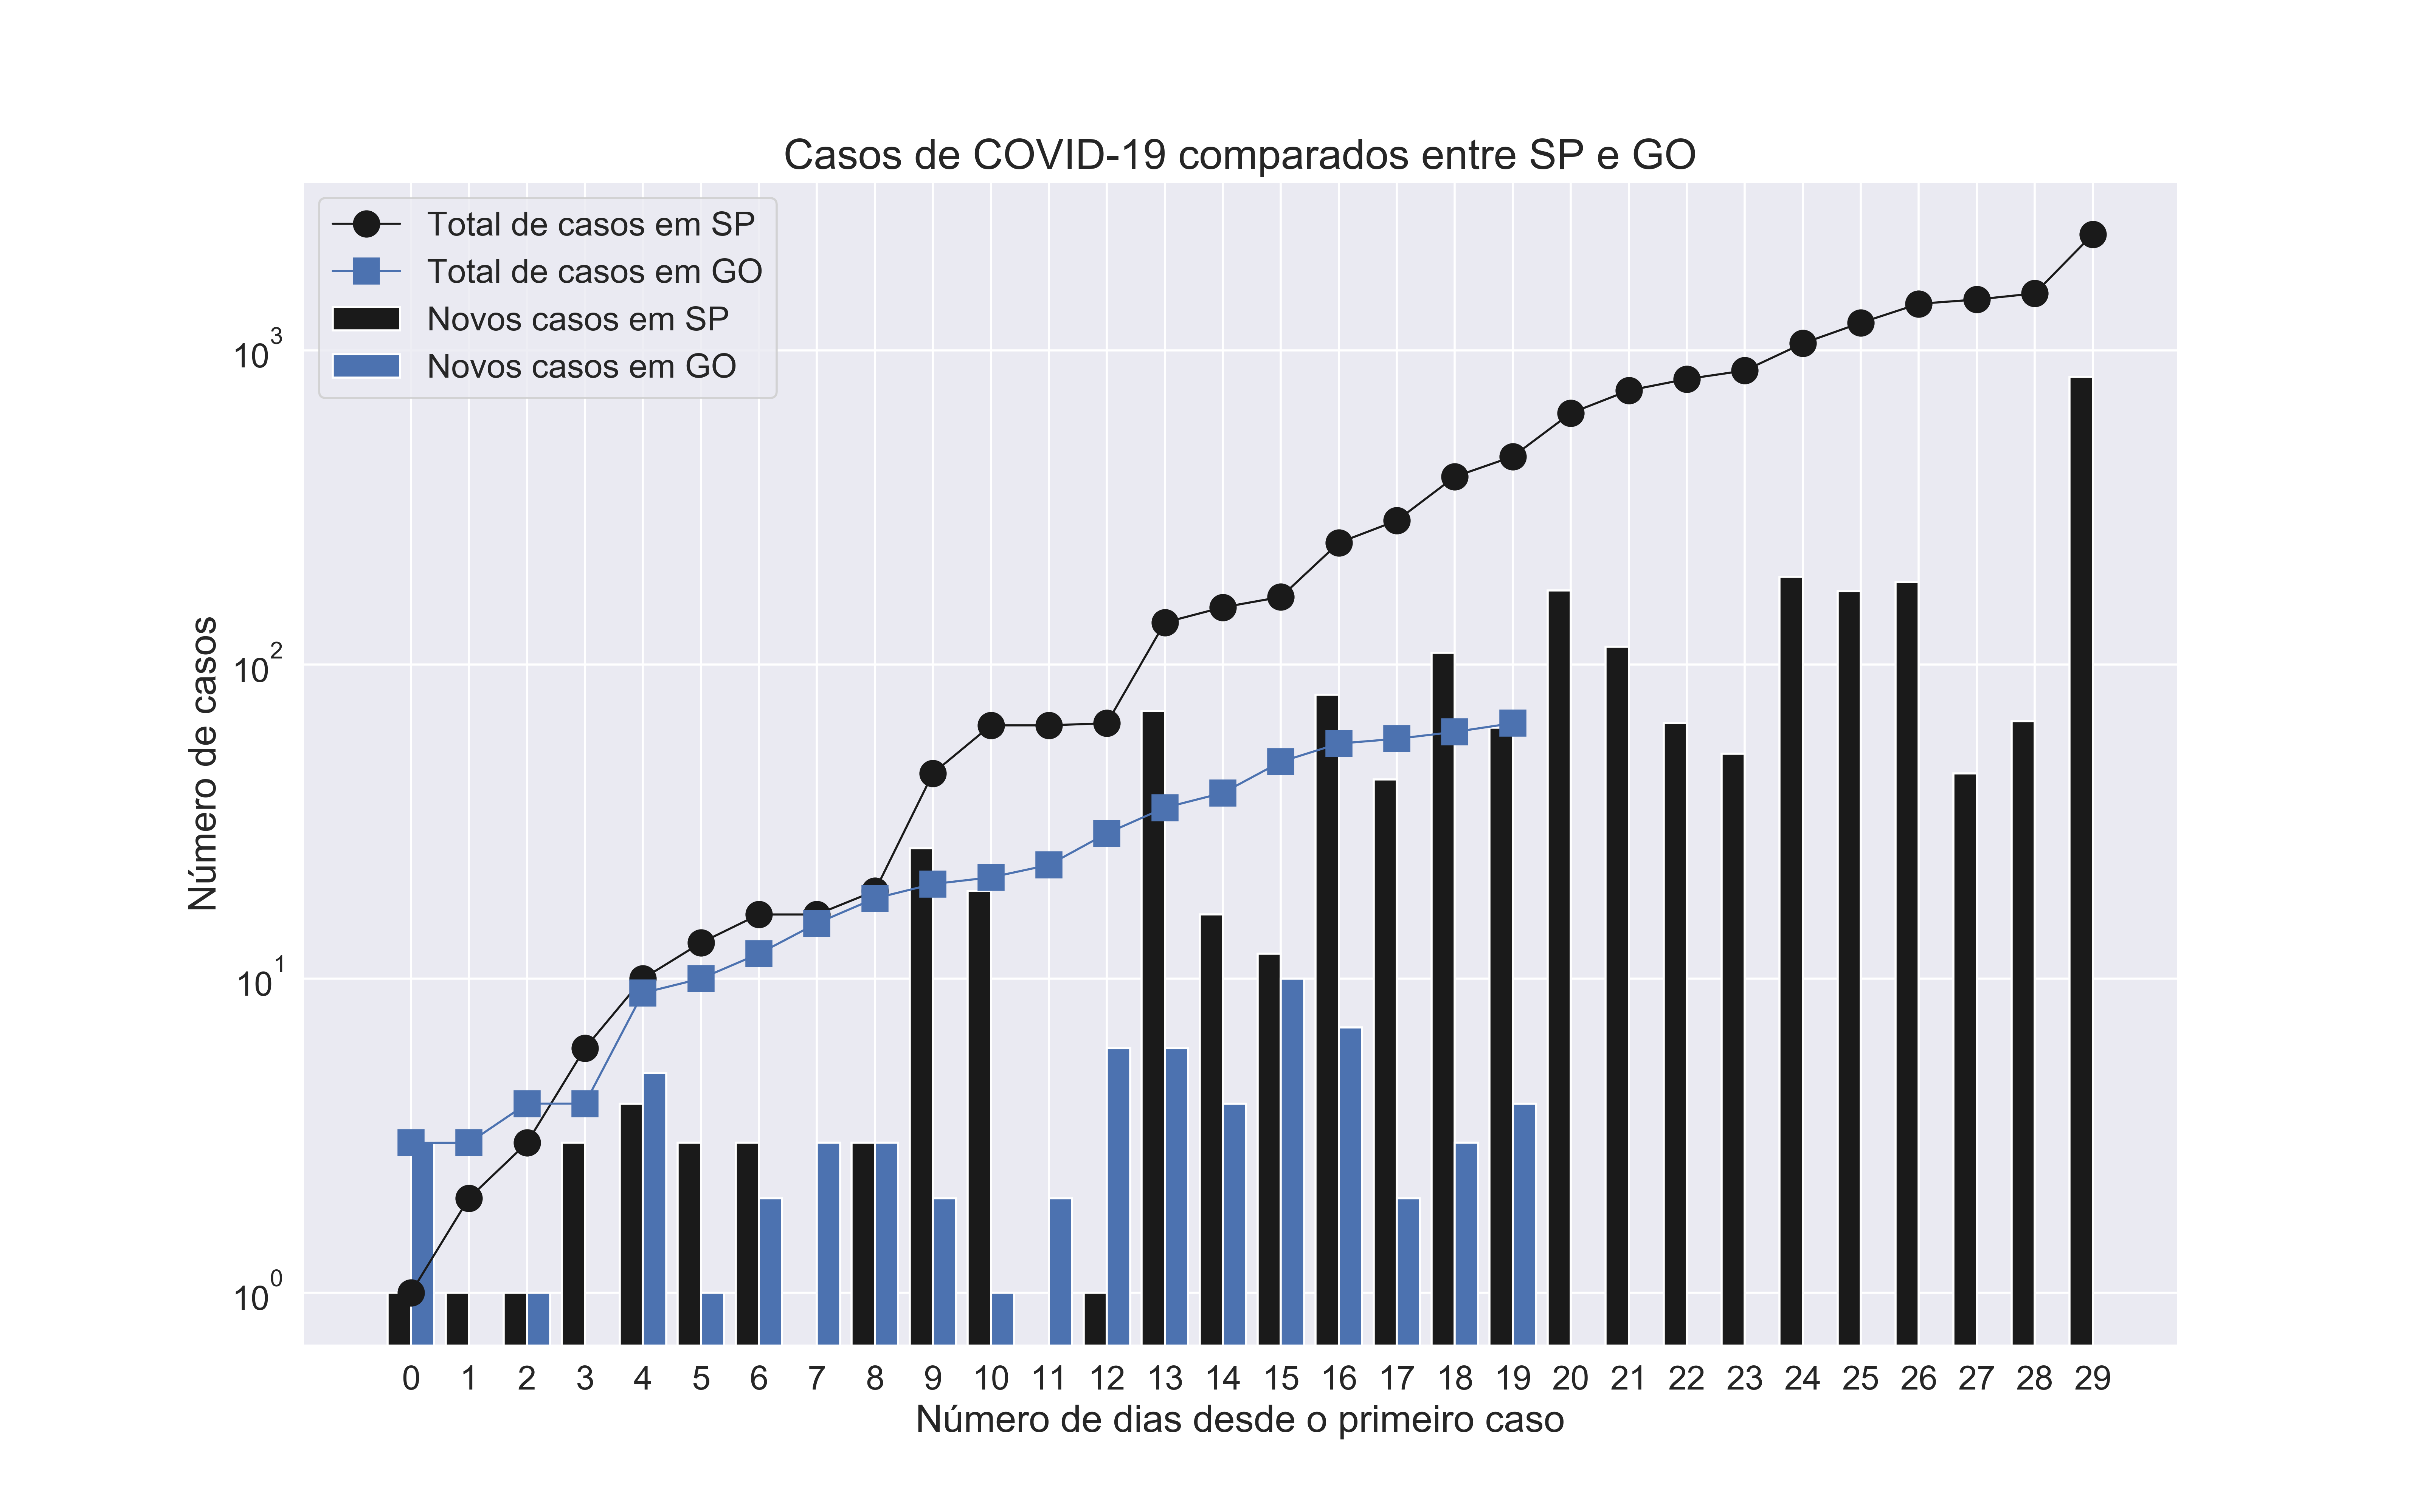 Casos de COVID-19 comparados entre SP e GO
Total de casos em SP
Total de casos em GO
Novos casos em SP
Novos casos em GO
10³
10²
10¹
10⁰
Número de casos
0 1 2 3 4 5 6 7 8 9 10 11 12 13 14 15 16 17 18 19 20 21 22 23 24 25 26 27 28 29
Número de dias desde o primeiro caso